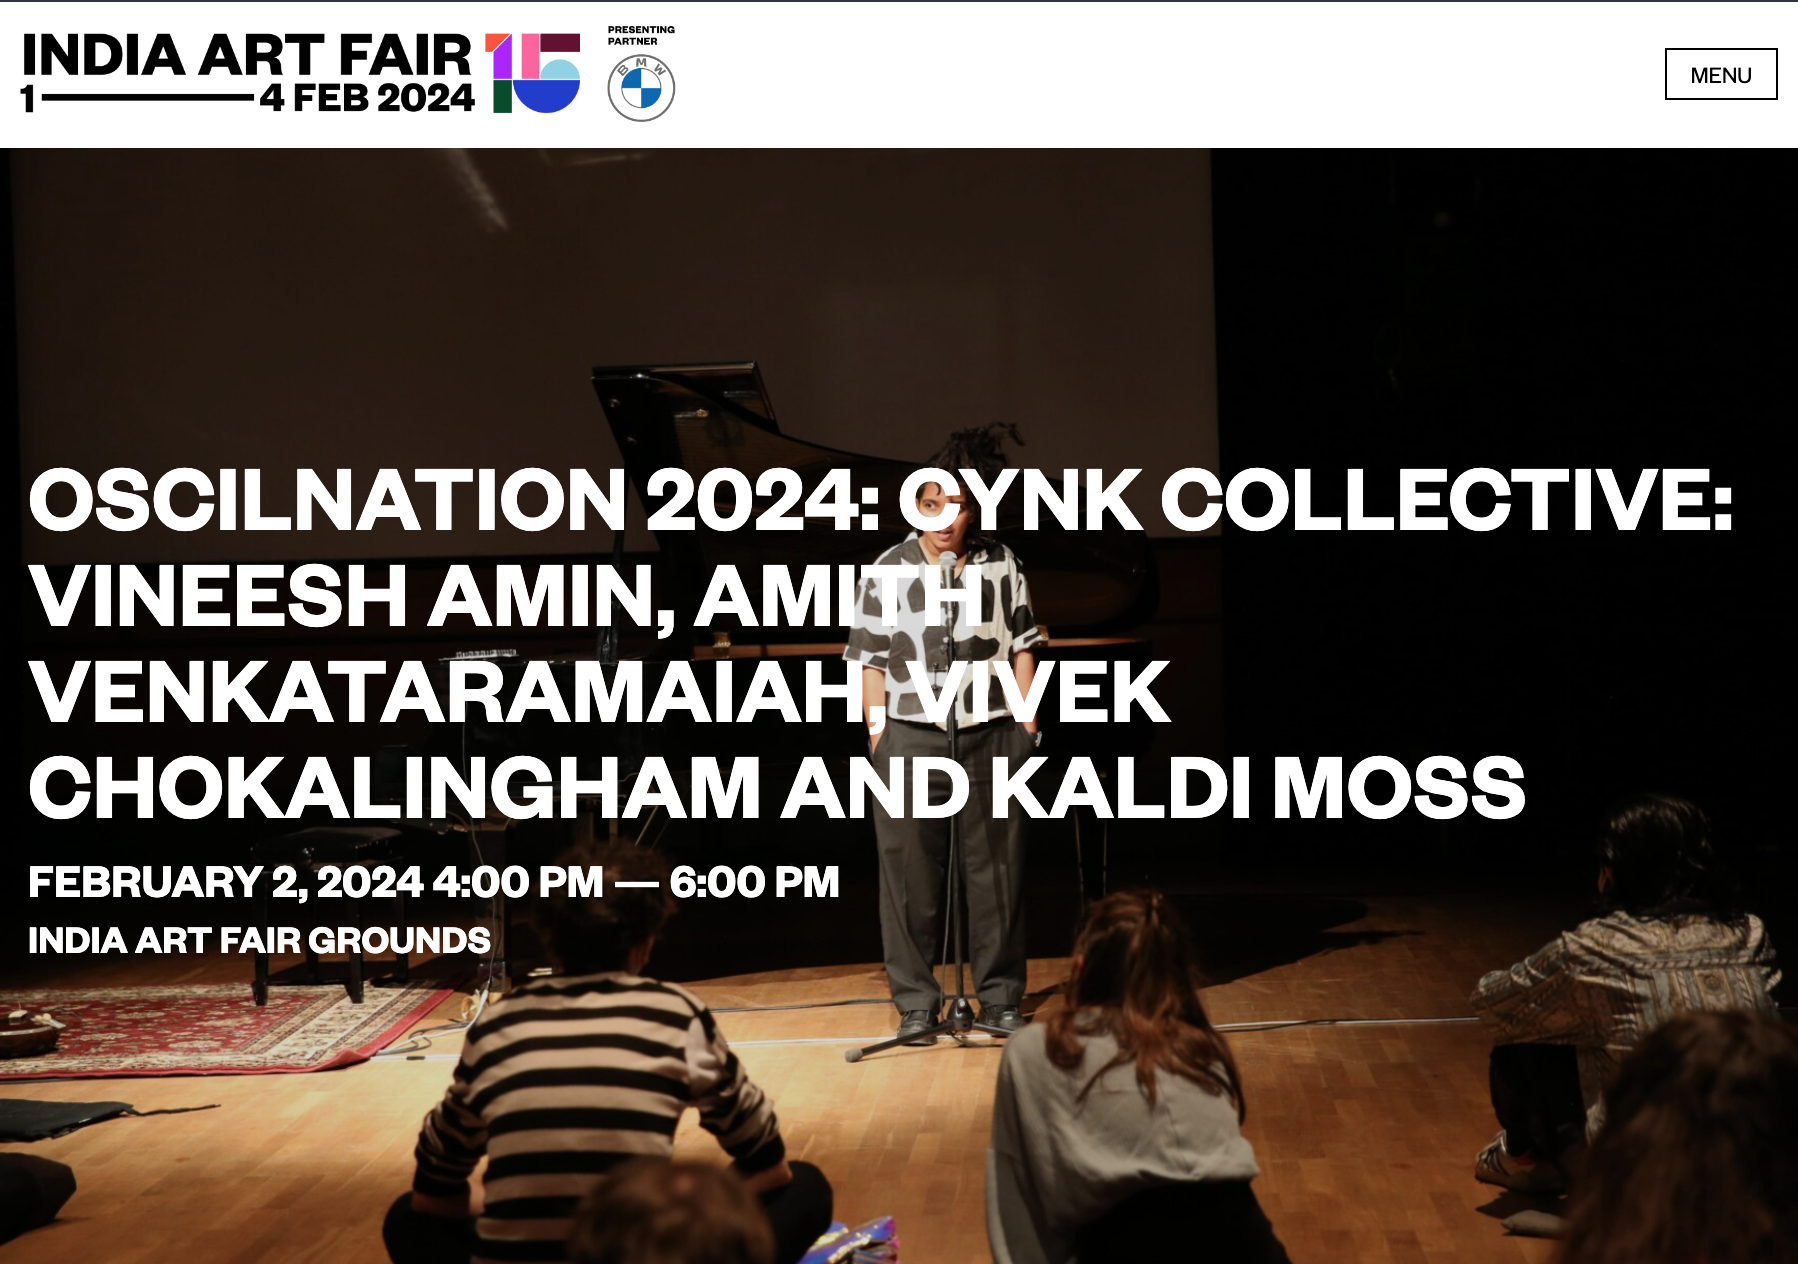 INDIA ART FAIR
1 — 4 FEB 2024
15
PRESENTING
PARTNER
BMW
MENU
OSCILNATION 2024: CYNK COLLECTIVE:
VINEESH AMIN, AMITH
VENKATARAMAIAH, VIVEK
CHOKALINGHAM AND KALDI MOSS
FEBRUARY 2, 2024 4:00 PM — 6:00 PM
INDIA ART FAIR GROUNDS